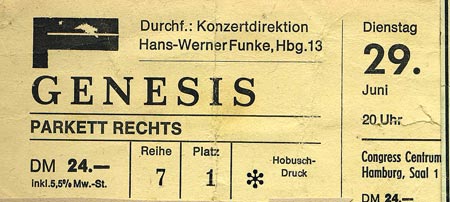 Durchf.: Konzertdirektion
Hans-Werner Funke, Hbg. 13
GENESIS
PARKETT RECHTS
DM 24.—
inkl. 5,5% Mw.-St.
Reihe
7
Platz
1
* Hobusch-
Druck
Dienstag
29.
Juni
20 Uhr
Congress Centrum
Hamburg, Saal 1
DM 24.—